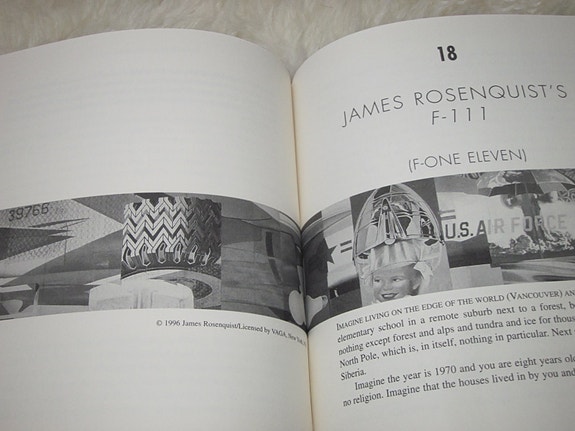 39766
© 1996 James Rosenquist/Licensed by VAGA, New
18
JAMES ROSENQUIST'S
F-111
(F-ONE ELEVEN)
U.S. AIR FORCE
IMAGINE LIVING ON THE EDGE OF THE WORLD (VANCOUVER) AN
elementary school in a remote suburb next to a forest, b
nothing except forest and alps and tundra and ice for thous
North Pole, which is, in itself, nothing in particular. Next
Siberia.
Imagine the year is 1970 and you are eight years old
no religion. Imagine that the houses lived in by you and